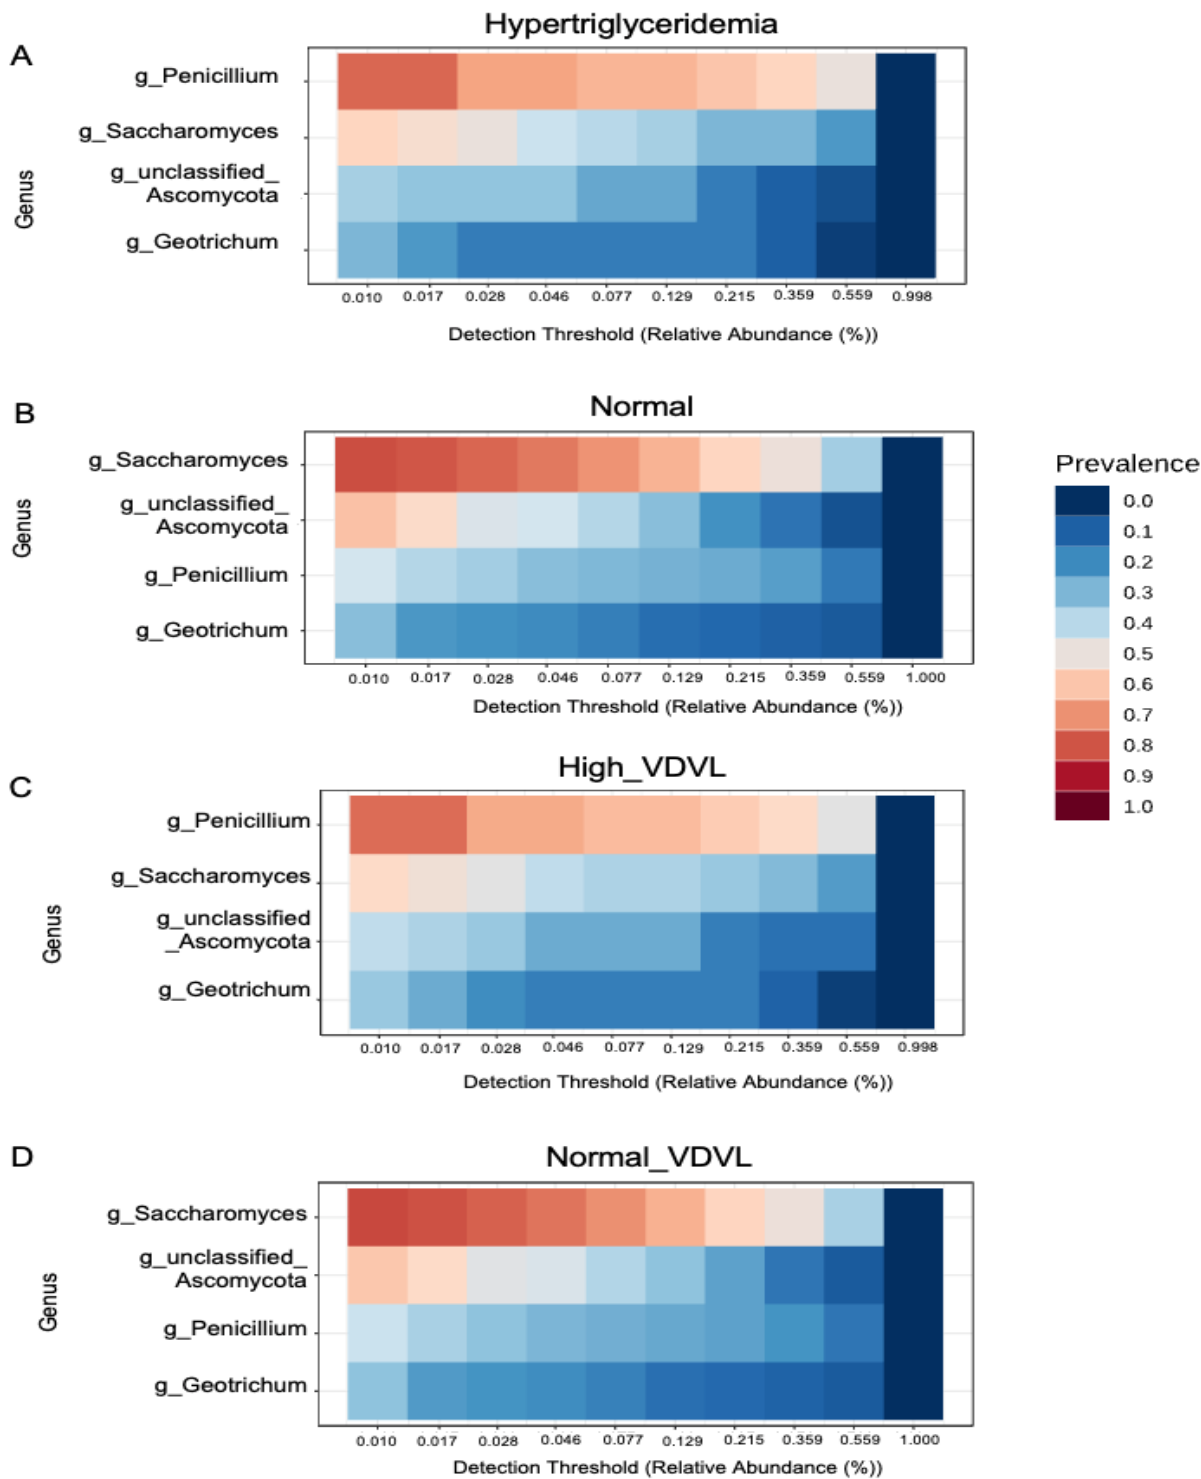 Hypertriglyceridemia
A
g_Penicillium
g_Saccharomyces
g_unclassified_
Ascomycota
g_Geotrichum
Genus
0.010 0.017 0.028 0.046 0.077 0.129 0.215 0.359 0.559 0.998
Detection Threshold (Relative Abundance (%))
B
Normal
g_Saccharomyces
g_unclassified_
Ascomycota
g_Penicillium
g_Geotrichum
Genus
0.010 0.017 0.028 0.046 0.077 0.129 0.215 0.359 0.559 1.000
Detection Threshold (Relative Abundance (%))
Prevalence
0.0
0.1
0.2
0.3
0.4
0.5
0.6
0.7
0.8
0.9
1.0
C
High_VDVL
g_Penicillium
g_Saccharomyces
g_unclassified
_Ascomycota
g_Geotrichum
Genus
0.010 0.017 0.028 0.046 0.077 0.129 0.215 0.359 0.559 0.998
Detection Threshold (Relative Abundance (%))
D
Normal_VDVL
g_Saccharomyces
g_unclassified_
Ascomycota
g_Penicillium
g_Geotrichum
Genus
0.010 0.017 0.028 0.046 0.077 0.129 0.215 0.359 0.559 1.000
Detection Threshold (Relative Abundance (%))